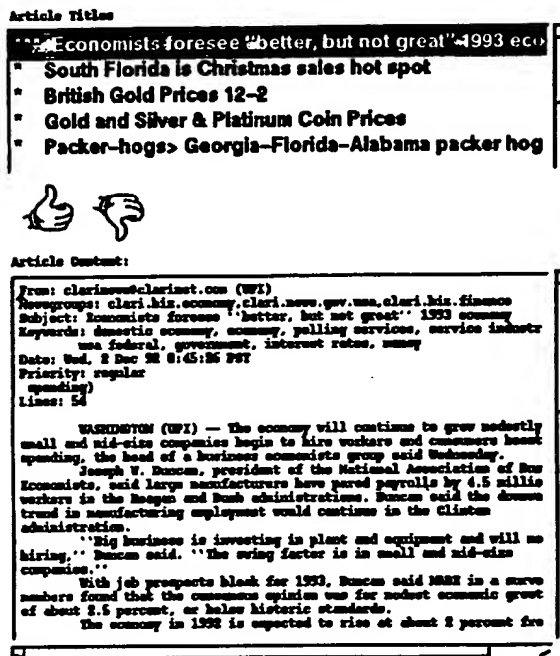 Article Titles
Economists foresee "better, but not great" 1993 eco
* South Florida is Christmas sales hot spot
* British Gold Prices 12-2
* Gold and Silver & Platinum Coin Prices
* Packer-hogs> Georgia-Florida-Alabama packer hog
Article Content:
From: clarinews@clarinet.com (UPI)
Newsgroups: clari.biz.economy,clari.news.gov.usa,clari.biz.finance
Subject: Economists foresee ''better, but not great'' 1993 economy
Keywords: domestic economy, economy, polling services, service industr
usa federal, government, interest rates, money
Date: Wed, 2 Dec 92 8:45:26 PST
Priority: regular
spending)
Lines: 54
WASHINGTON (UPI) — The economy will continue to grow modestly
small and mid-size companies begin to hire workers and consumers boost
spending, the head of a business economists group said Wednesday.
Joseph W. Duncan, president of the National Association of Bus
Economists, said large manufacturers have pared payrolls by 4.5 millio
workers in the Reagan and Bush administrations. Duncan said the downwa
trend in manufacturing employment would continue in the Clinton
administration.
''Big business is investing in plant and equipment and will no
hiring,'' Duncan said. ''The swing factor is in small and mid-size
companies.''
With job prospects bleak for 1993, Duncan said NABE in a surve
members found that the consensus opinion was for modest economic growt
of about 2.5 percent, or below historic standards.
The economy in 1992 is expected to rise at about 2 percent fro